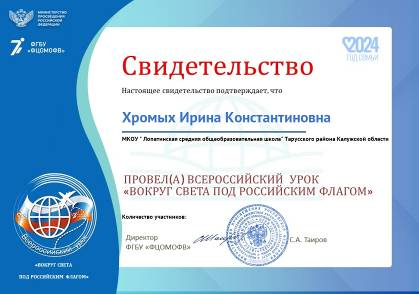 МИНИСТЕРСТВО
ПРОСВЕЩЕНИЯ
РОССИЙСКОЙ
ФЕДЕРАЦИИ
ФГБУ
«ФЦОМОФВ»
2024
ГОД СЕМЬИ
Свидетельство
Настоящее свидетельство подтверждает, что
Хромых Ирина Константиновна
МКОУ " Лопатинская средняя общеобразовательная школа" Тарусского района Калужской области
ПРОВЕЛ(А) ВСЕРОССИЙСКИЙ УРОК
«ВОКРУГ СВЕТА ПОД РОССИЙСКИМ ФЛАГОМ»
Количество участников:
Директор
ФГБУ «ФЦОМОФВ»
С.А. Таиров
Всероссийский урок
«ВОКРУГ СВЕТА
ПОД РОССИЙСКИМ ФЛАГОМ»